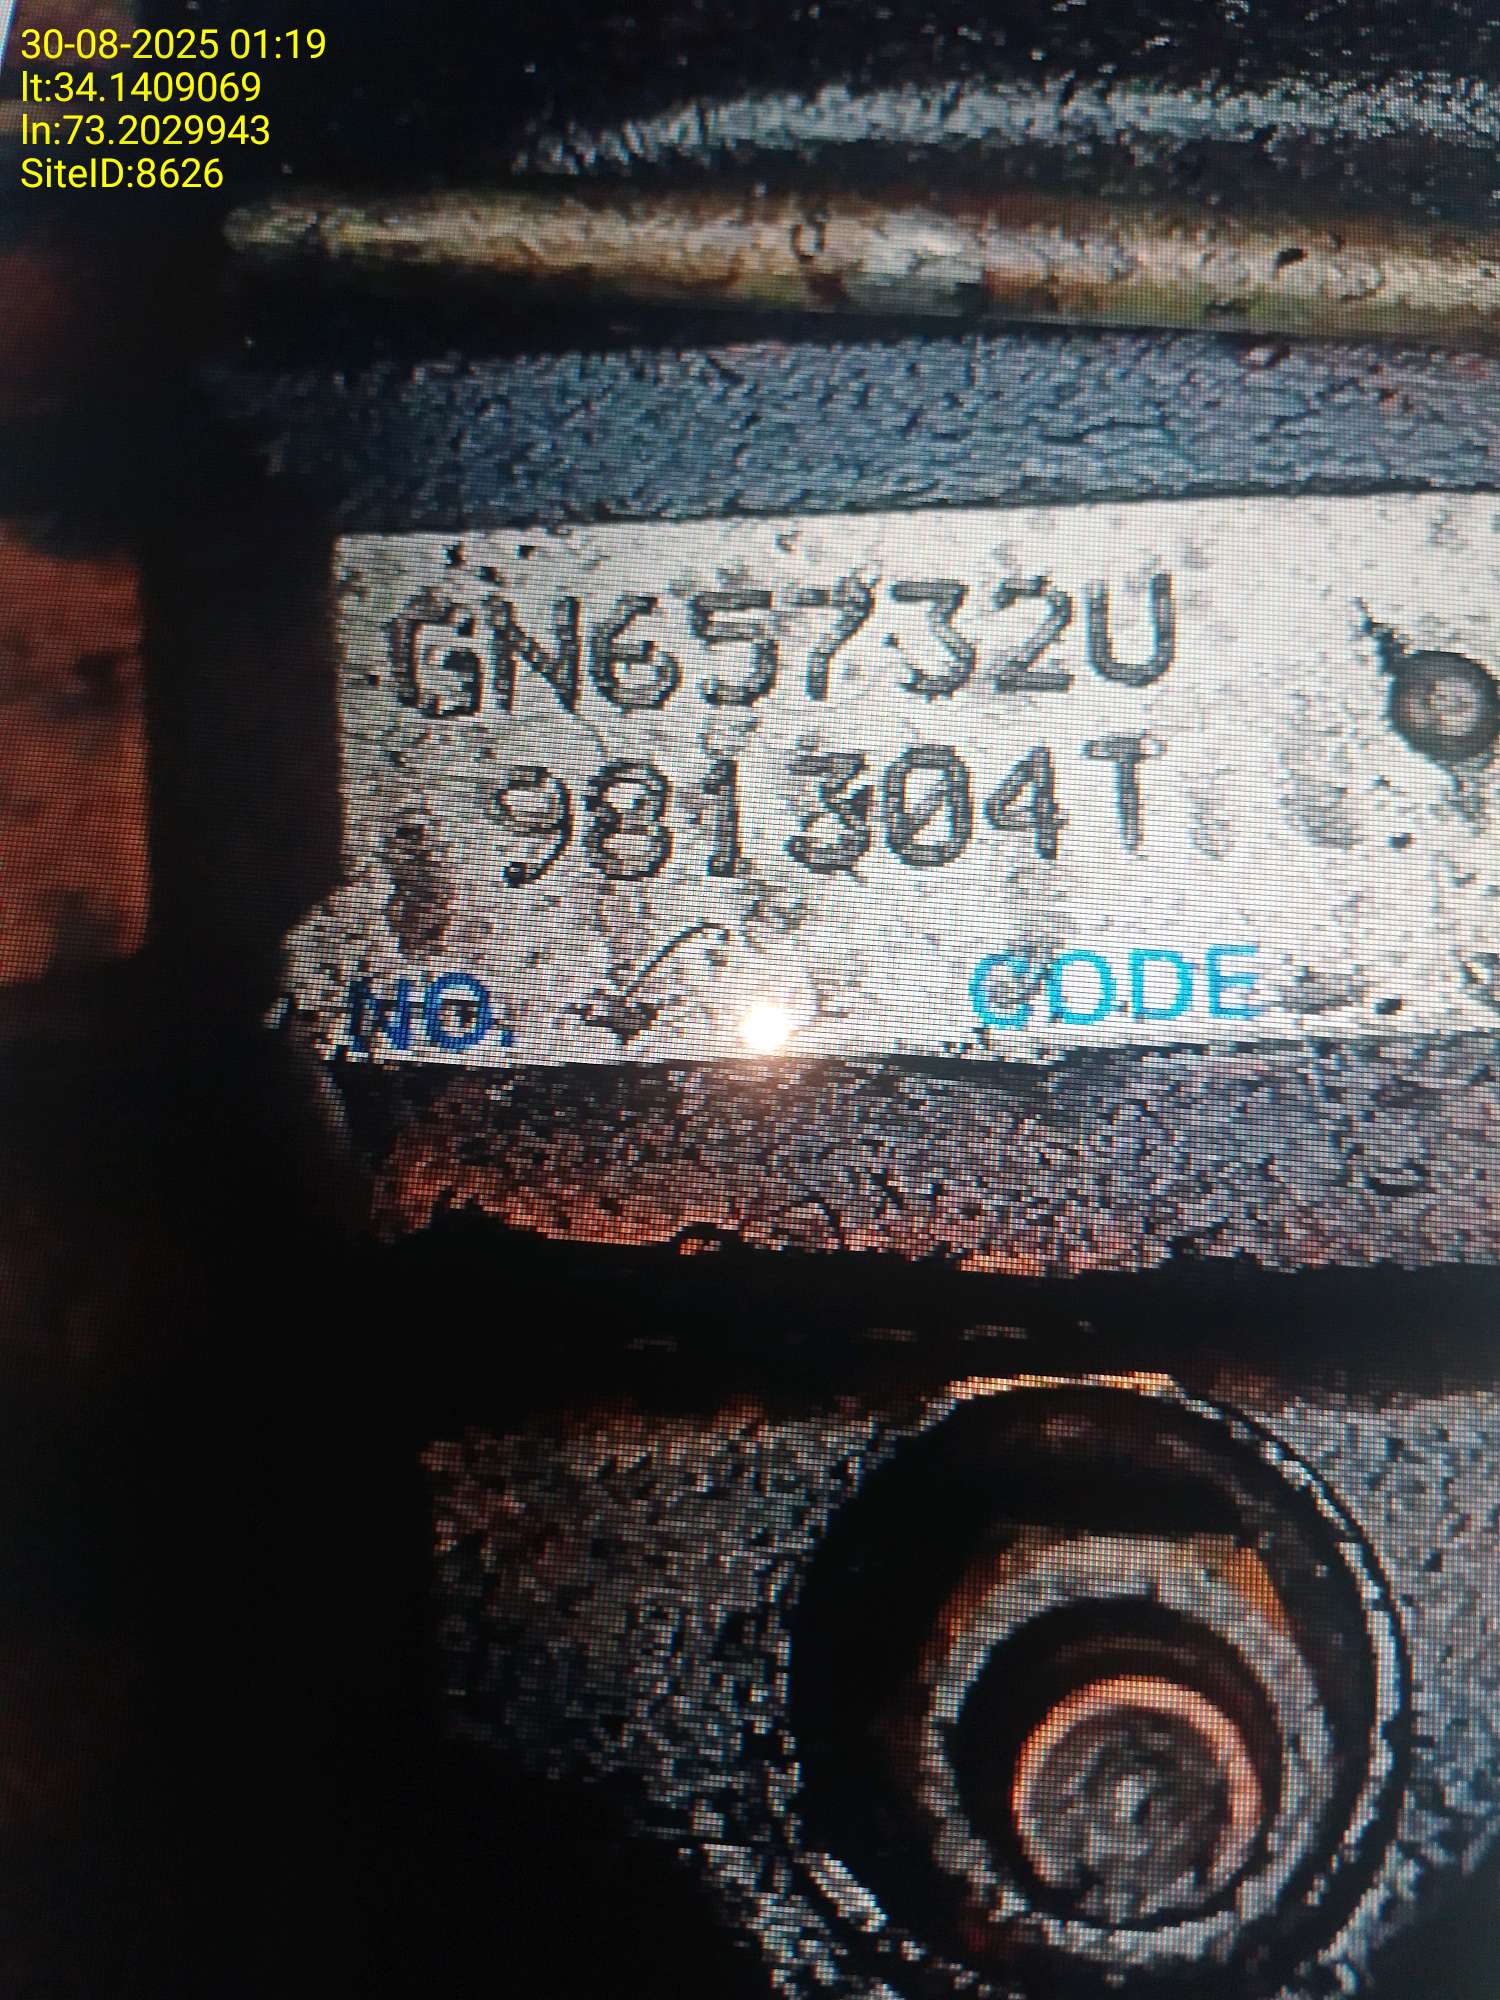 30-08-2025 01:19
lt:34.1409069
ln:73.2029943
SiteID:8626
GN65732U
981304T
NO. CODE